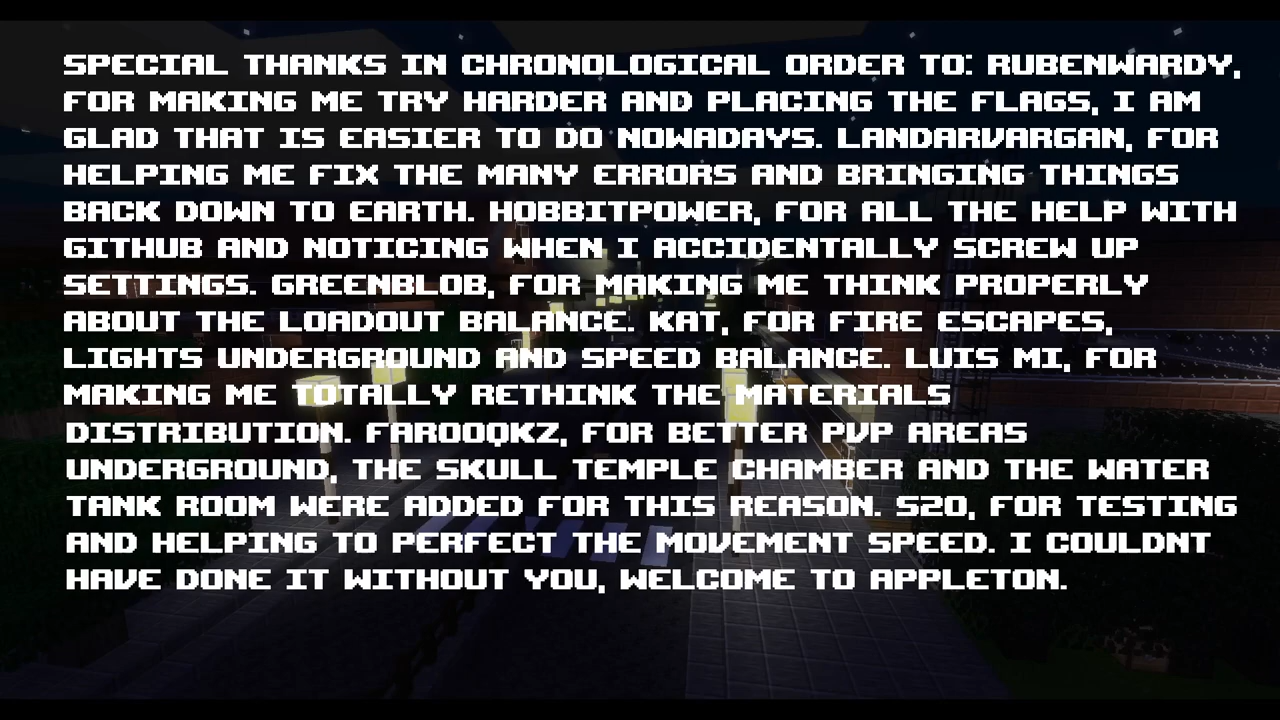 SPECIAL THANKS IN CHRONOLOGICAL ORDER TO: RUBENWARDY,
FOR MAKING ME TRY HARDER AND PLACING THE FLAGS, I AM
GLAD THAT IS EASIER TO DO NOWADAYS. LANDARVARGAN, FOR
HELPING ME FIX THE MANY ERRORS AND BRINGING THINGS
BACK DOWN TO EARTH. HOBBITPOWER, FOR ALL THE HELP WITH
GITHUB AND NOTICING WHEN I ACCIDENTALLY SCREW UP
SETTINGS. GREENBLOB, FOR MAKING ME THINK PROPERLY
ABOUT THE LOADOUT BALANCE. KAT, FOR FIRE ESCAPES,
LIGHTS UNDERGROUND AND SPEED BALANCE. LUIS MI, FOR
MAKING ME TOTALLY RETHINK THE MATERIALS
DISTRIBUTION. FAROOQKZ, FOR BETTER PVP AREAS
UNDERGROUND, THE SKULL TEMPLE CHAMBER AND THE WATER
TANK ROOM WERE ADDED FOR THIS REASON. S20, FOR TESTING
AND HELPING TO PERFECT THE MOVEMENT SPEED. I COULDNT
HAVE DONE IT WITHOUT YOU, WELCOME TO APPLETON.